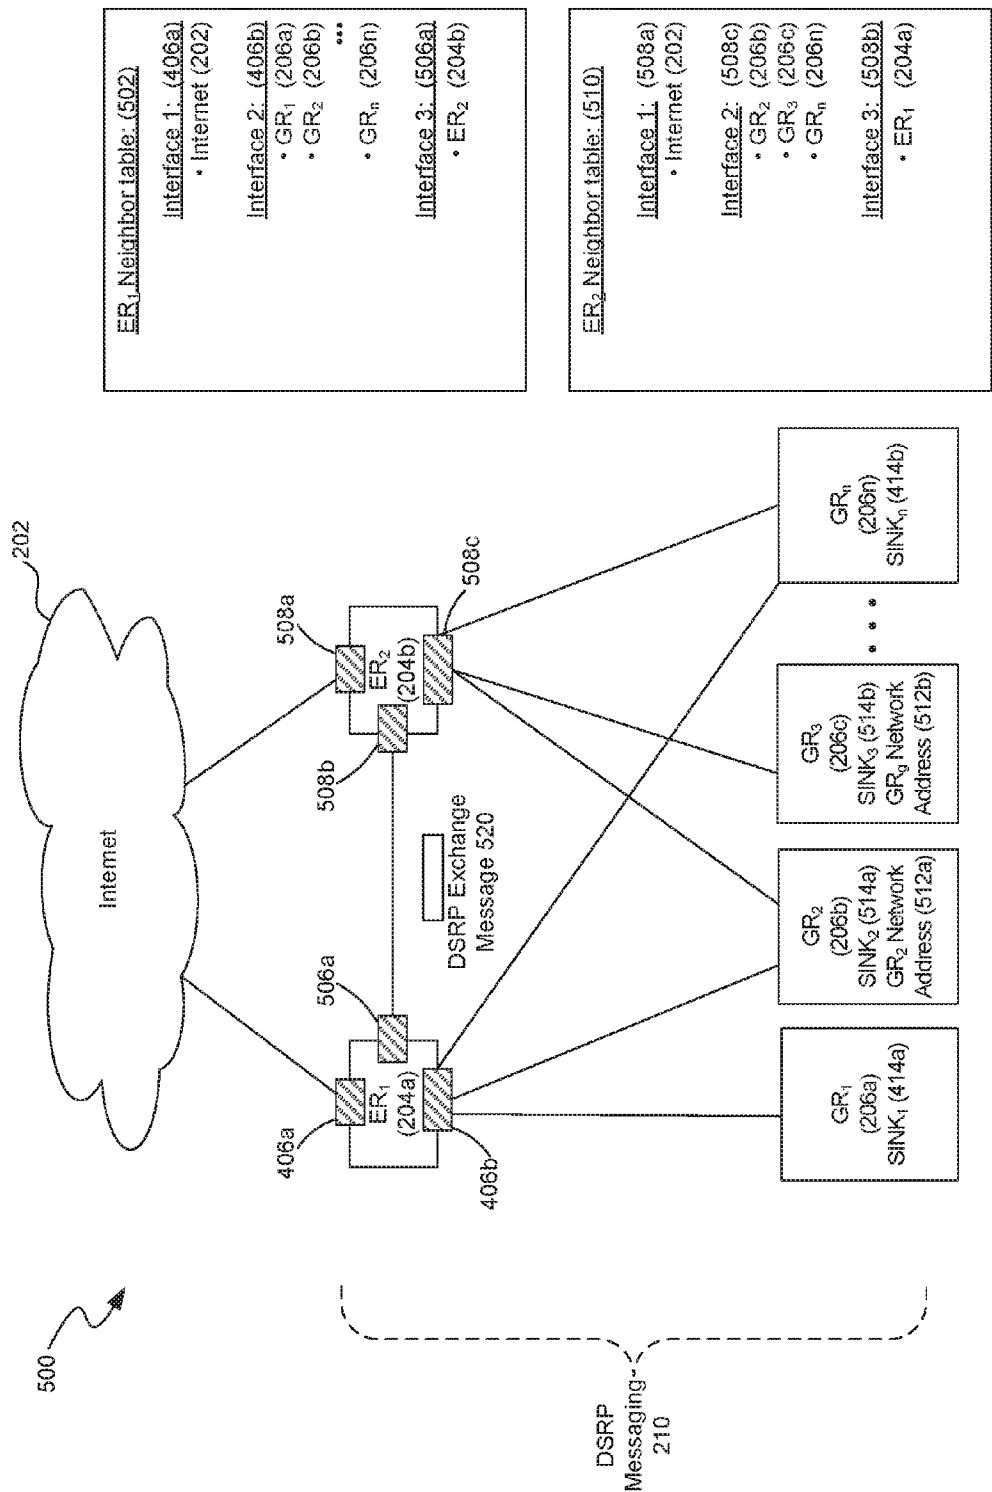 500
202
Internet
406a
ER1
(204a)
406b
506a
DSRP Exchange
Message 520
508a
ER2
(204b)
508b
508c
DSRP
Messaging
210
GR1
(206a)
SINK1 (414a)
GR2
(206b)
SINK2 (514a)
GR2 Network
Address (512a)
GR3
(206c)
SINK3 (514b)
GRg Network
Address (512b)
• • •
GRn
(206n)
SINKn (414b)
ER1 Neighbor table: (502)
Interface 1: (406a)
• Internet (202)
Interface 2: (406b)
• GR1 (206a)
• GR2 (206b)
•••
• GRn (206n)
Interface 3: (506a)
• ER2 (204b)
ER2 Neighbor table: (510)
Interface 1: (508a)
• Internet (202)
Interface 2: (508c)
• GR2 (206b)
• GR3 (206c)
• GRn (206n)
Interface 3: (508b)
• ER1 (204a)